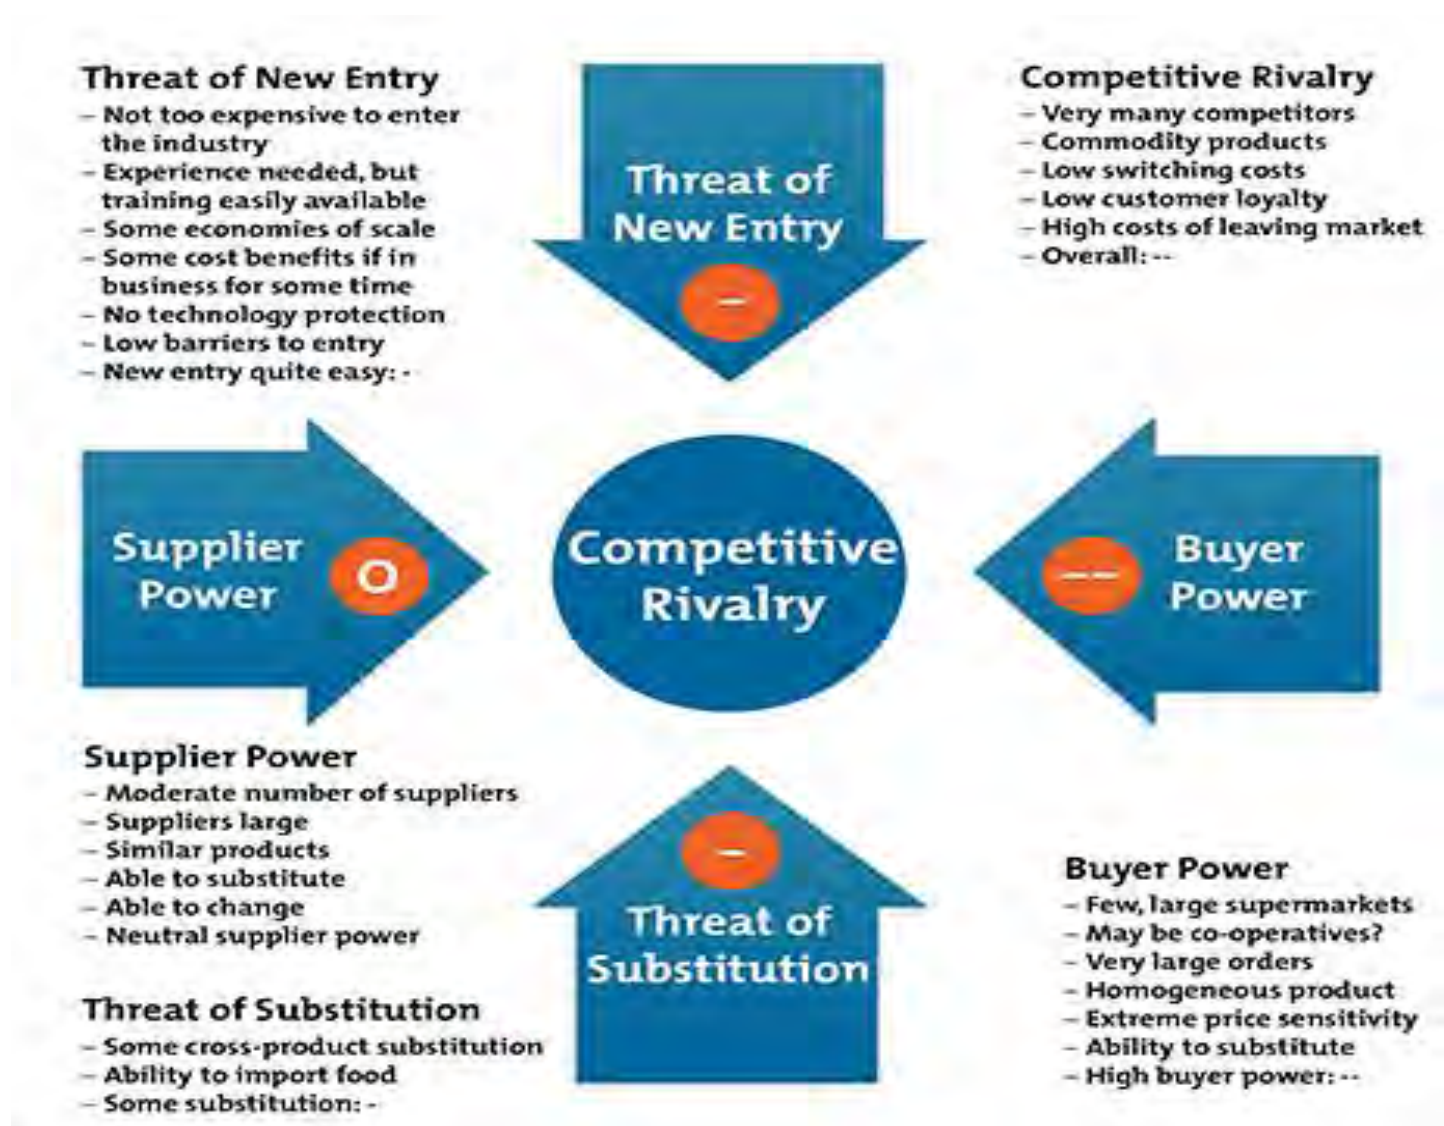 Threat of New Entry
– Not too expensive to enter
the industry
– Experience needed, but
training easily available
– Some economies of scale
– Some cost benefits if in
business for some time
– No technology protection
– Low barriers to entry
– New entry quite easy: -
Threat of
New Entry
–
Competitive Rivalry
– Very many competitors
– Commodity products
– Low switching costs
– Low customer loyalty
– High costs of leaving market
– Overall: --
Supplier
Power
O
Competitive
Rivalry
--
Buyer
Power
Supplier Power
– Moderate number of suppliers
– Suppliers large
– Similar products
– Able to substitute
– Able to change
– Neutral supplier power
Threat of Substitution
– Some cross-product substitution
– Ability to import food
– Some substitution: -
–
Threat of
Substitution
Buyer Power
– Few, large supermarkets
– May be co-operatives?
– Very large orders
– Homogeneous product
– Extreme price sensitivity
– Ability to substitute
– High buyer power: --